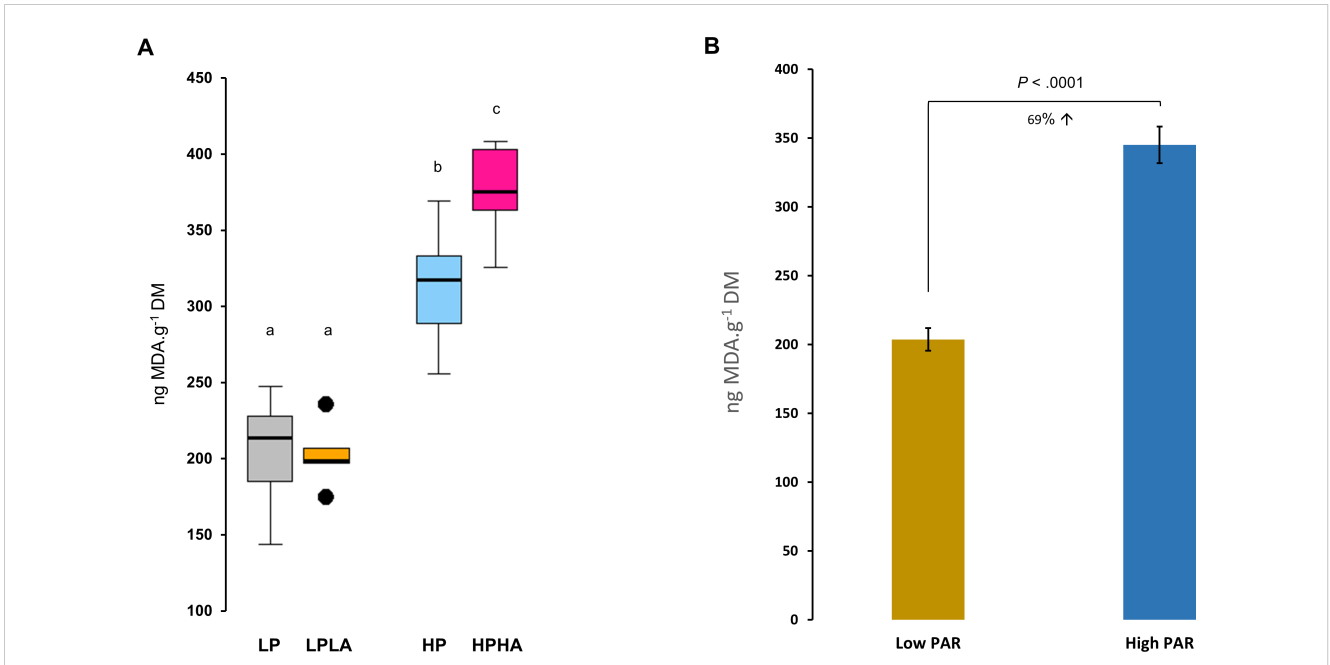 A
450
400
350
300
250
200
150
100
ng MDA.g⁻¹ DM
a
a
b
c
LP
LPLA
HP
HPHA
B
400
350
300
250
200
150
100
50
0
ng MDA.g⁻¹ DM
P < .0001
69% ↑
Low PAR
High PAR